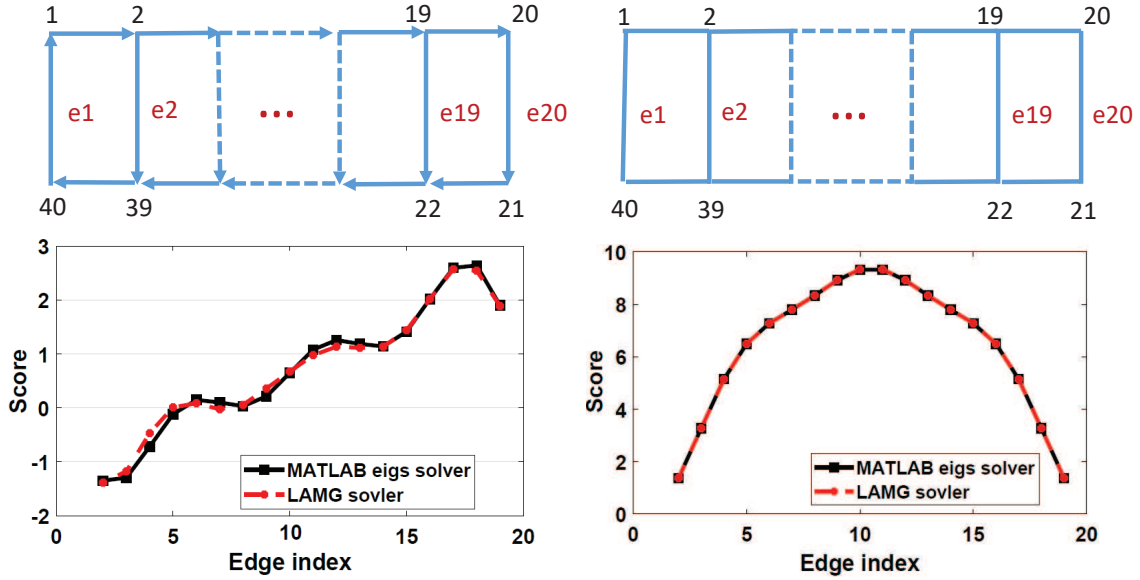 1 2 19 20
e1 e2 ... e19 e20
40 39 22 21
1 2 19 20
e1 e2 ... e19 e20
40 39 22 21
3
2
1
0
-1
-2
Score
MATLAB eigs solver
LAMG sovler
0 5 10 15 20
Edge index
10
8
6
4
2
0
Score
MATLAB eigs solver
LAMG sovler
0 5 10 15 20
Edge index